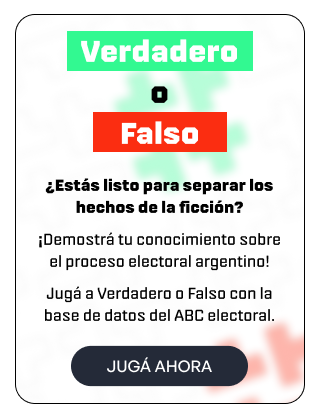 Verdadero
o
Falso
¿Estás listo para separar los
hechos de la ficción?
¡Demostrá tu conocimiento sobre
el proceso electoral argentino!
Jugá a Verdadero o Falso con la
base de datos del ABC electoral.
JUGÁ AHORA